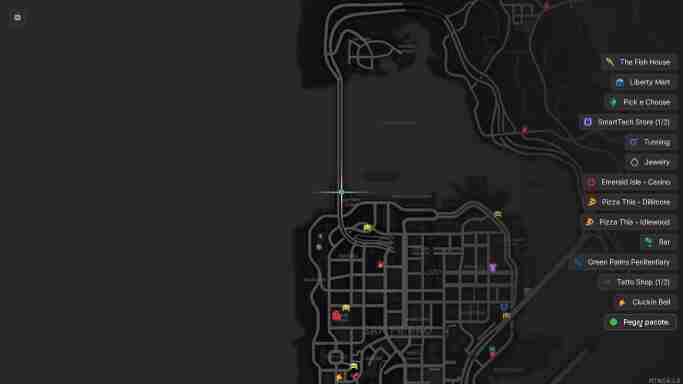 The Fish House
Liberty Mart
Pick e Choose
SmartTech Store (1/2)
Tunning
Jewelry
Emerald Isle - Casino
Pizza This - Dillimore
Pizza This - Idlewood
Bar
Green Palms Penitentiary
Tatto Shop (1/2)
Cluckin Bell
Pegar pacote.